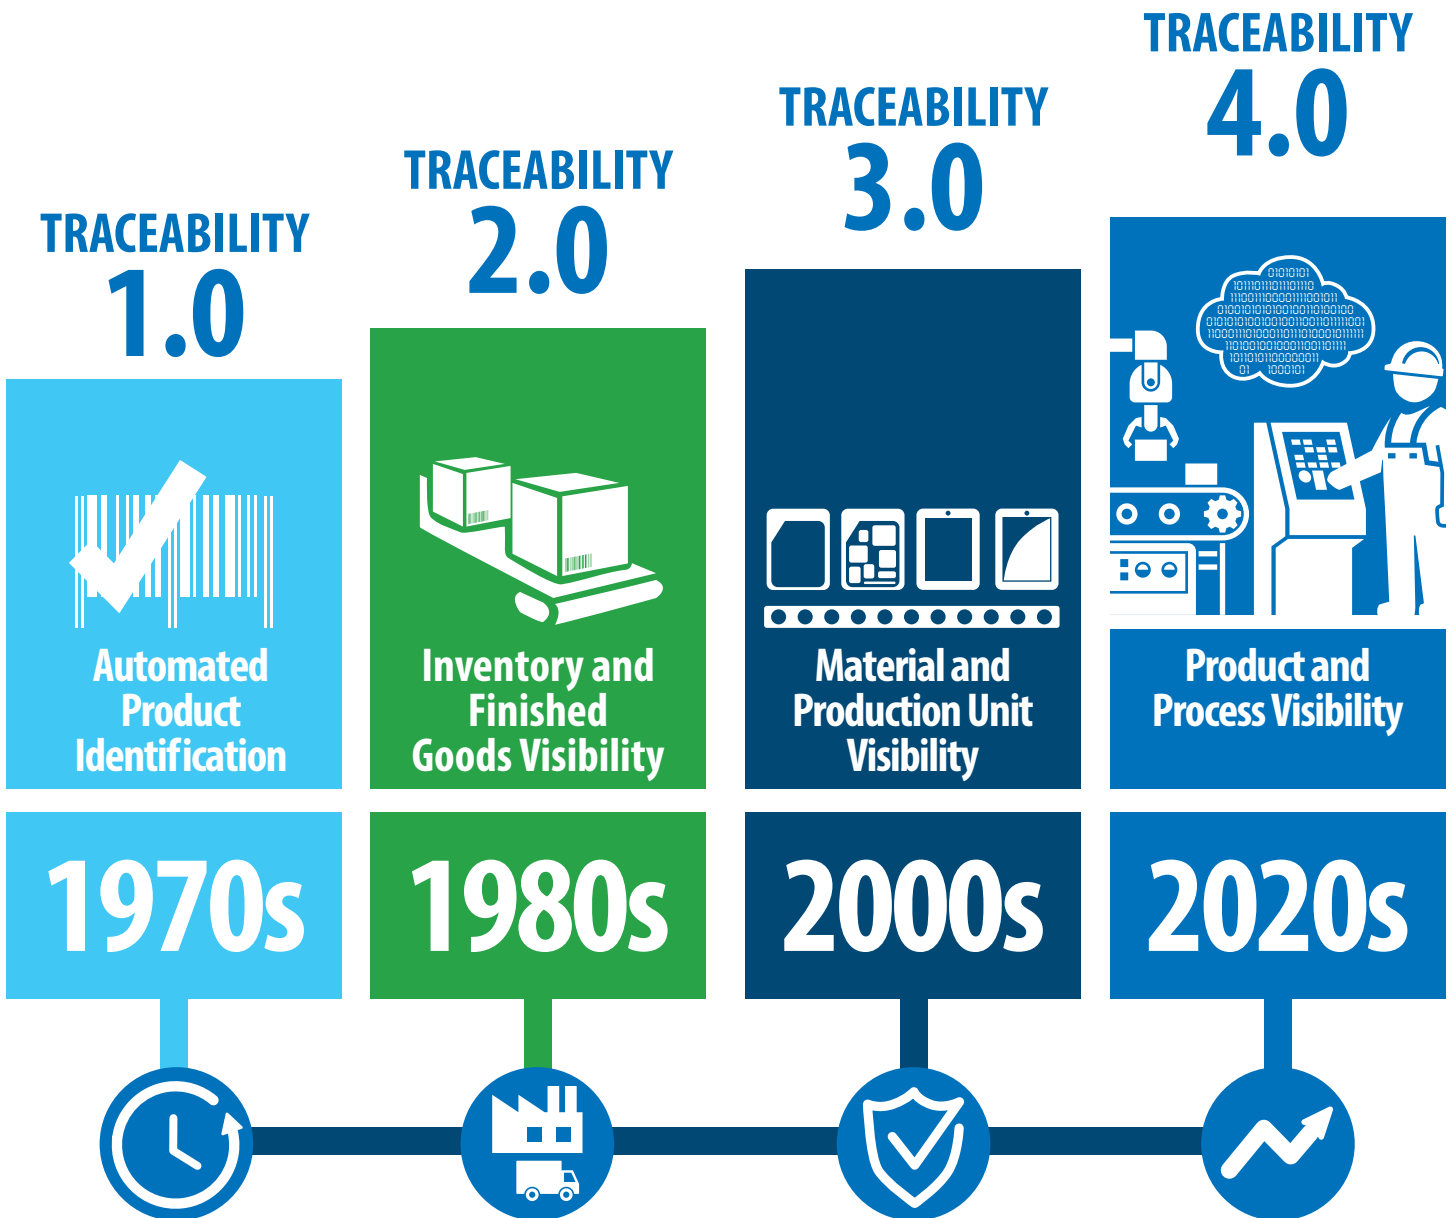 TRACEABILITY
1.0
Automated
Product
Identification
1970s
TRACEABILITY
2.0
Inventory and
Finished
Goods Visibility
1980s
TRACEABILITY
3.0
Material and
Production Unit
Visibility
2000s
TRACEABILITY
4.0
01010101
Product and
Process Visibility
2020s